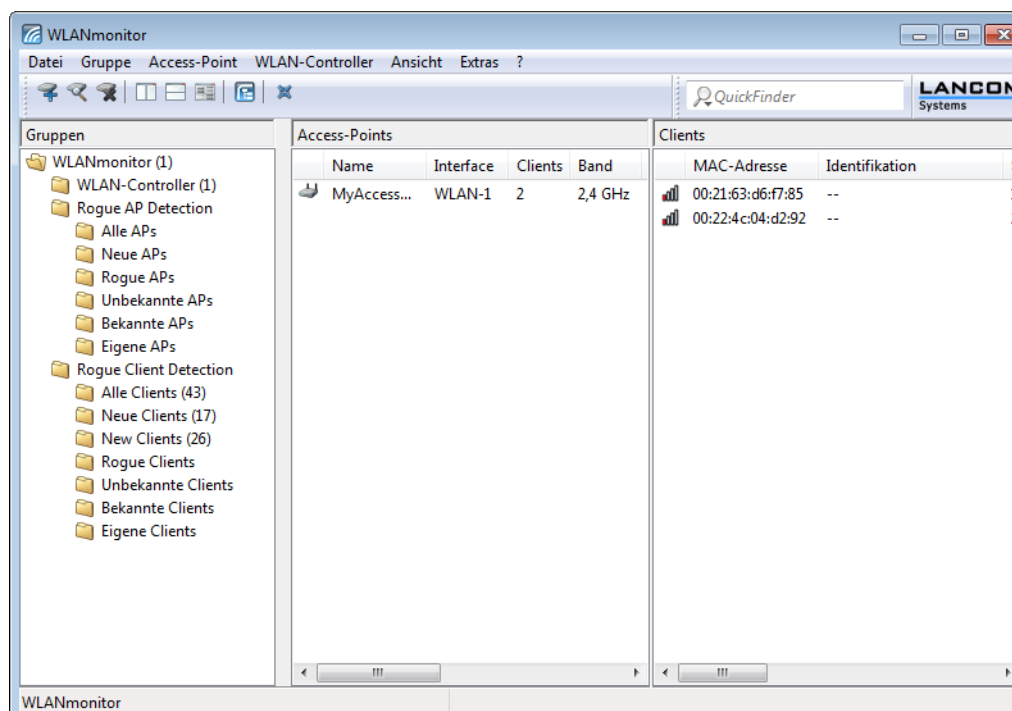 WLANmonitor
Datei Gruppe Access-Point WLAN-Controller Ansicht Extras ?
QuickFinder
LANCOM
Systems
Gruppen
WLANmonitor (1)
WLAN-Controller (1)
Rogue AP Detection
Alle APs
Neue APs
Rogue APs
Unbekannte APs
Bekannte APs
Eigene APs
Rogue Client Detection
Alle Clients (43)
Neue Clients (17)
New Clients (26)
Rogue Clients
Unbekannte Clients
Bekannte Clients
Eigene Clients
Access-Points
Name Interface Clients Band
MyAccess... WLAN-1 2 2,4 GHz
Clients
MAC-Adresse Identifikation
00:21:63:d6:f7:85 --
00:22:4c:04:d2:92 --
WLANmonitor